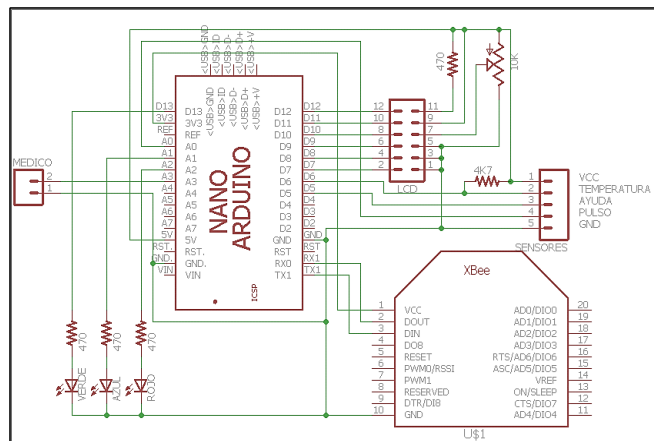 <USB>GND
<USB>ID
<USB>D-
<USB>D+
<USB>+V
<USB>GND
<USB>ID
<USB>D-
<USB>D+
<USB>+V
NANO
ARDUINO
ICSP
D13
3V3
REF
A0
A1
A2
A3
A4
A5
A6
A7
5V
RST.
GND.
VIN
D13
3V3
REF
A0
A1
A2
A3
A4
A5
A6
A7
5V
RST.
GND.
VIN
D12
D11
D10
D9
D8
D7
D6
D5
D4
D3
D2
GND
RST
RX0
TX1
D12
D11
D10
D9
D8
D7
D6
D5
D4
D3
D2
GND
RST
RX1
TX1
MEDICO
2
1
470
470
470
VERDE
AZUL
ROJO
12
10
8
6
4
2
11
9
7
5
3
1
LCD
470
10K
4K7
1
2
3
4
5
VCC
TEMPERATURA
AYUDA
PULSO
GND
SENSORES
XBee
1 VCC AD0/DIO0 20
2 DOUT AD1/DIO1 19
3 DIN AD2/DIO2 18
4 DO8 AD3/DIO3 17
5 RESET RTS/AD6/DIO6 16
6 PWM0/RSSI ASC/AD5/DIO5 15
7 PWM1 VREF 14
8 RESERVED ON/SLEEP 13
9 DTR/DI8 CTS/DIO7 12
10 GND AD4/DIO4 11
U$1